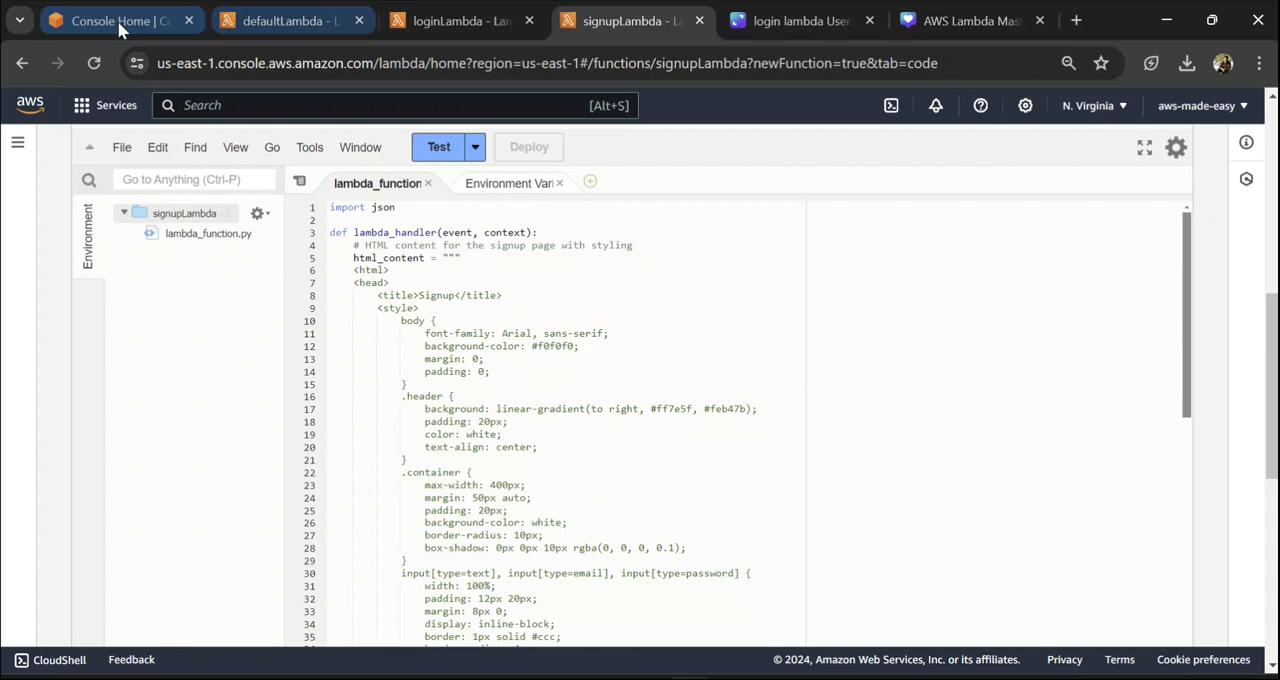 Console Home | Co
defaultLambda - L
loginLambda - Lam
signupLambda - La
login lambda User
AWS Lambda Mast
us-east-1.console.aws.amazon.com/lambda/home?region=us-east-1#/functions/signupLambda?newFunction=true&tab=code
aws
Services
Search
[Alt+S]
N. Virginia
aws-made-easy
File
Edit
Find
View
Go
Tools
Window
Test
Deploy
Go to Anything (Ctrl-P)
lambda_function
Environment Vari
Environment
signupLambda /
lambda_function.py
1 import json
2
3 def lambda_handler(event, context):
4 # HTML content for the signup page with styling
5 html_content = """
6 <html>
7 <head>
8 <title>Signup</title>
9 <style>
10 body {
11 font-family: Arial, sans-serif;
12 background-color: #f0f0f0;
13 margin: 0;
14 padding: 0;
15 }
16 .header {
17 background: linear-gradient(to right, #ff7e5f, #feb47b);
18 padding: 20px;
19 color: white;
20 text-align: center;
21 }
22 .container {
23 max-width: 400px;
24 margin: 50px auto;
25 padding: 20px;
26 background-color: white;
27 border-radius: 10px;
28 box-shadow: 0px 0px 10px rgba(0, 0, 0, 0.1);
29 }
30 input[type=text], input[type=email], input[type=password] {
31 width: 100%;
32 padding: 12px 20px;
33 margin: 8px 0;
34 display: inline-block;
35 border: 1px solid #ccc;
CloudShell
Feedback
© 2024, Amazon Web Services, Inc. or its affiliates.
Privacy
Terms
Cookie preferences